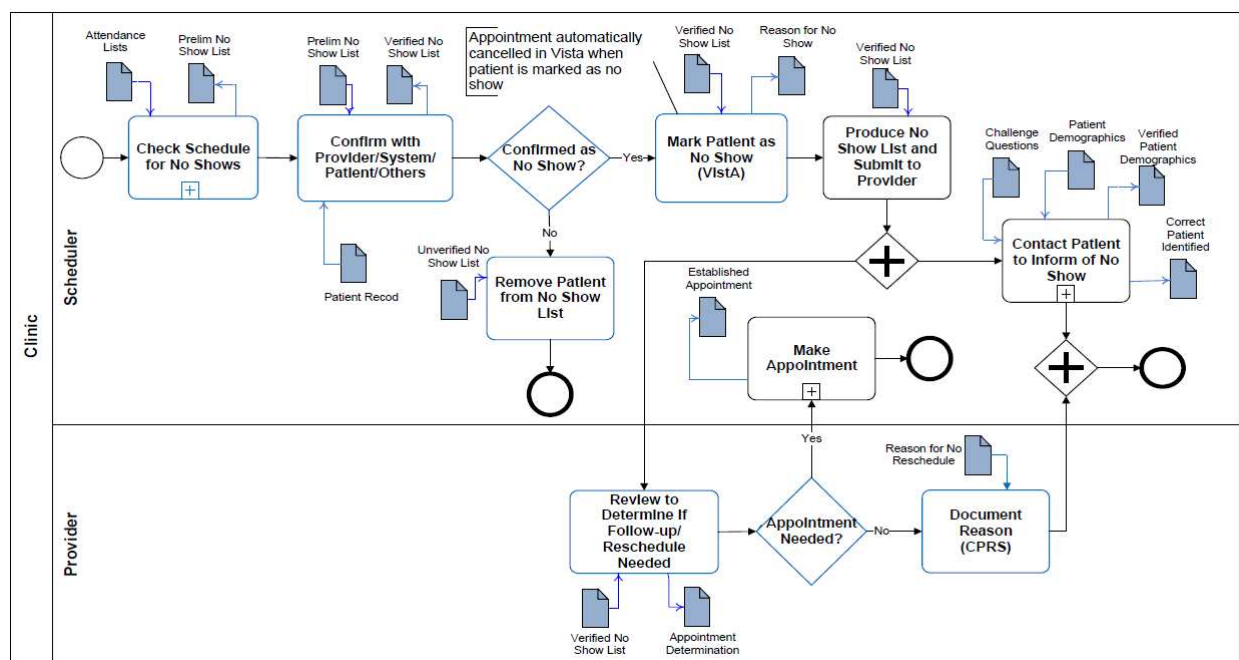 Clinic
Scheduler
Provider
Attendance
Lists
Prelim No
Show List
Check Schedule
for No Shows
Prelim No
Show List
Verified No
Show List
Confirm with
Provider/System/
Patient/Others
Patient Recod
Confirmed as
No Show?
Yes
No
Unverified No
Show List
Remove Patient
from No Show
List
Appointment automatically
cancelled in Vista when
patient is marked as no
show
Verified No
Show List
Reason for No
Show
Mark Patient as
No Show
(VistA)
Verified No
Show List
Produce No
Show List and
Submit to
Provider
Challenge
Questions
Patient
Demographics
Verified
Patient
Demographics
Contact Patient
to Inform of No
Show
Correct
Patient
Identified
Established
Appointment
Make
Appointment
Yes
Review to
Determine if
Follow-up/
Reschedule
Needed
Verified No
Show List
Appointment
Determination
Appointment
Needed?
No
Reason for No
Reschedule
Document
Reason
(CPRS)